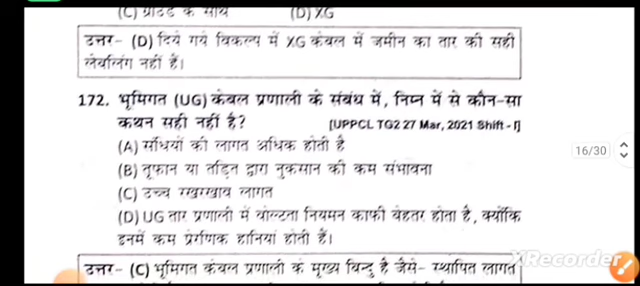 (C) ग्राउंड के साथ (D) XG
उत्तर- (D) दिये गये विकल्प में XG केबल में जमीन का तार की सही
लेबलिंग नहीं हैं।
172. भूमिगत (UG) केबल प्रणाली के संबंध में, निम्न में से कौन-सा
कथन सही नहीं है? [UPPCL TG2 27 Mar, 2021 Shift - I]
(A) संधियों की लागत अधिक होती है
(B) तूफान या तड़ित द्वारा नुकसान की कम संभावना
(C) उच्च रखरखाव लागत
(D) UG तार प्रणाली में वोल्टता नियमन काफी बेहतर होता है, क्योंकि
इनमें कम प्रेरणिक हानियां होती हैं।
उत्तर- (C) भूमिगत केबल प्रणाली के मुख्य बिन्दु है जैसे- स्थापित लागत
16/30
XRecorder